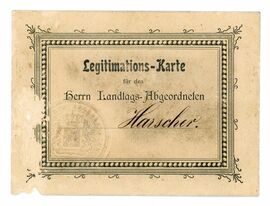 Legitimations-Karte
für den
Herrn Landtags-Abgeordneten
Harscher.